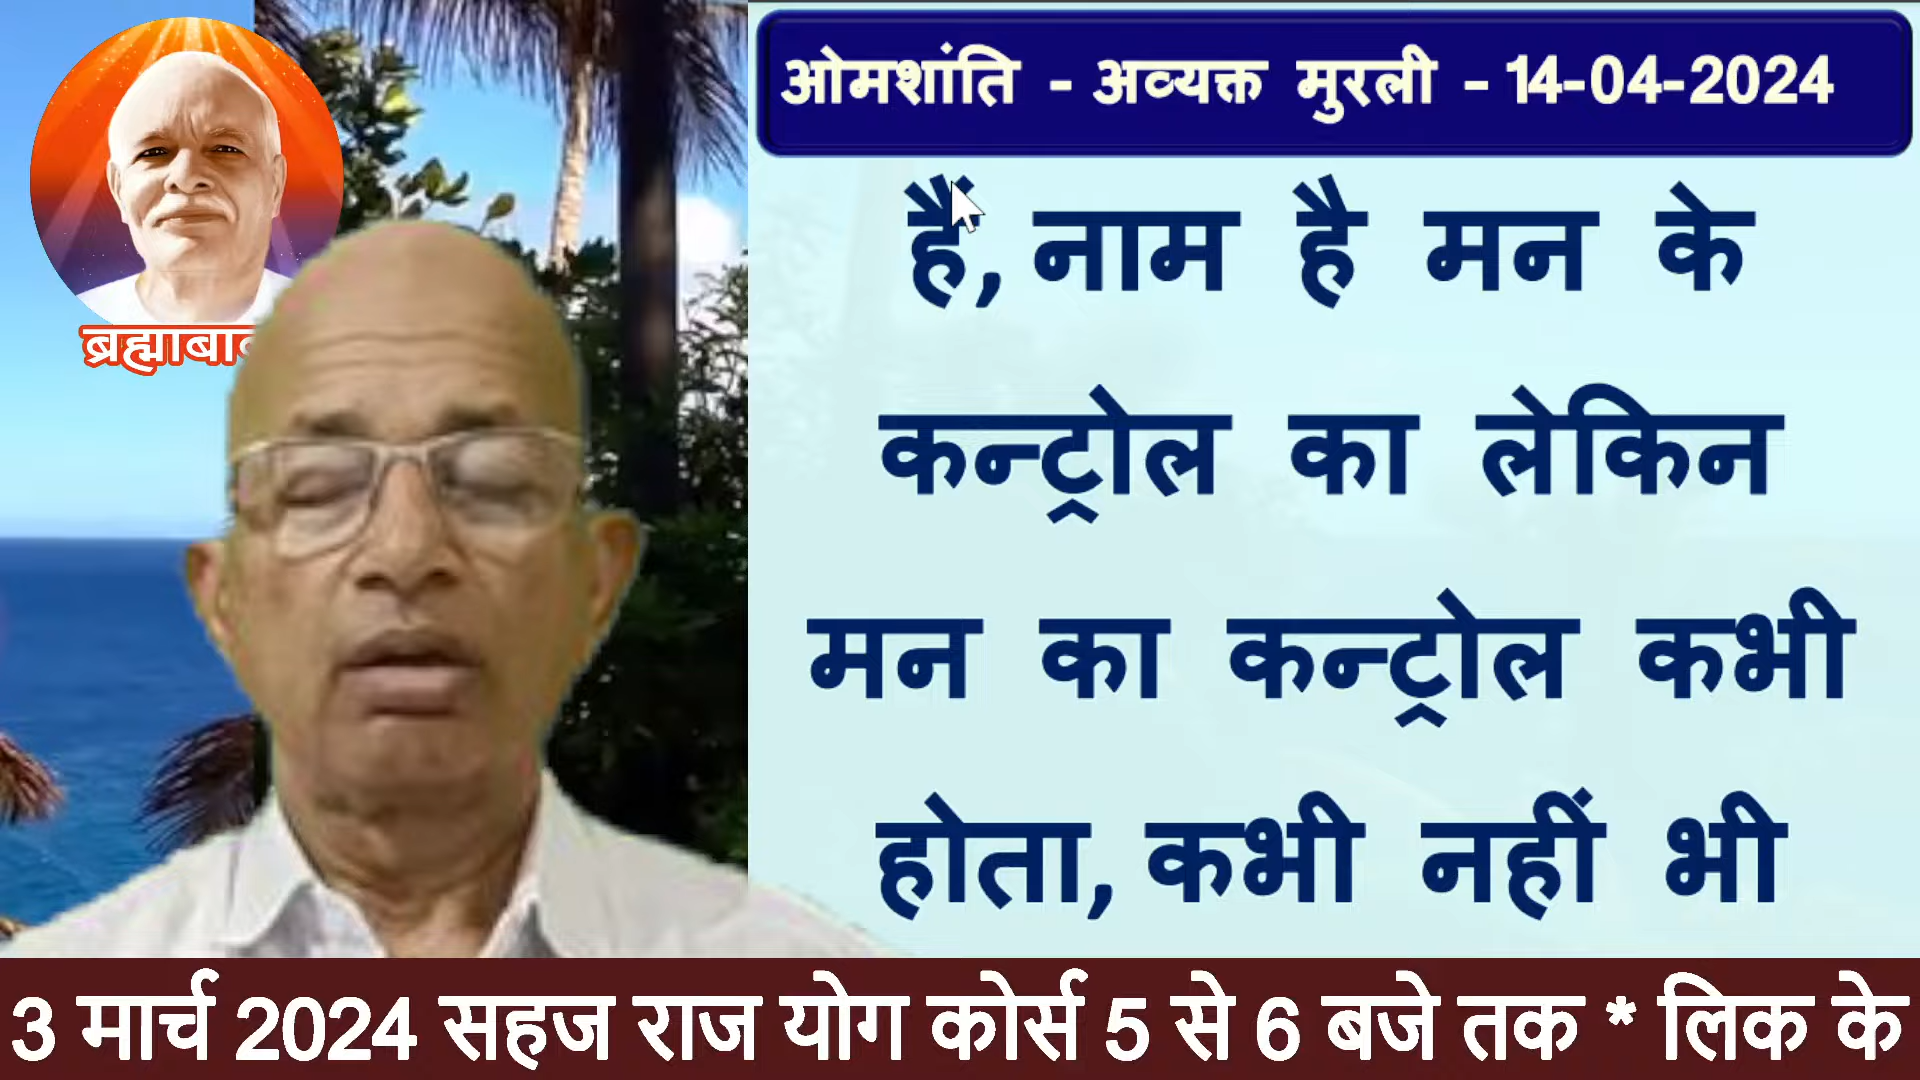 ओमशांति - अव्यक्त मुरली - 14-04-2024
हैं, नाम है मन के
कन्ट्रोल का लेकिन
मन का कन्ट्रोल कभी
होता, कभी नहीं भी
3 मार्च 2024 सहज राज योग कोर्स 5 से 6 बजे तक * लिक के